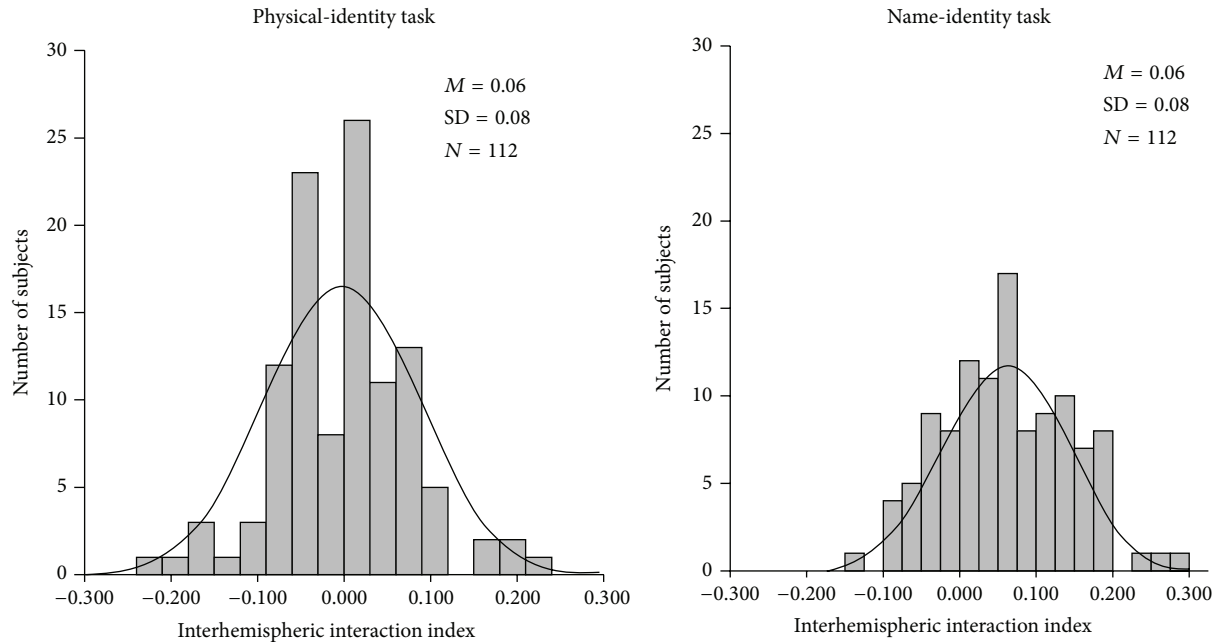 Physical-identity task
30
25
20
15
10
5
0
Number of subjects
M = 0.06
SD = 0.08
N = 112
−0.300 −0.200 −0.100 0.000 0.100 0.200 0.300
Interhemispheric interaction index
Name-identity task
30
25
20
15
10
5
0
Number of subjects
M = 0.06
SD = 0.08
N = 112
−0.300 −0.200 −0.100 0.000 0.100 0.200 0.300
Interhemispheric interaction index